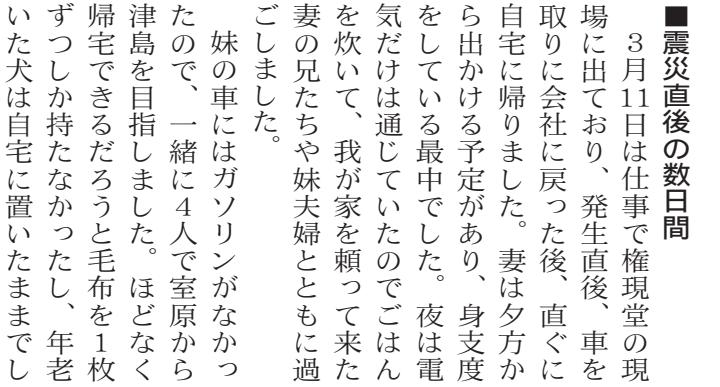 ■震災直後の数日間
　３月11日は仕事で権現堂の現
場に出ており、発生直後、車を
取りに会社に戻った後、直ぐに
自宅に帰りました。妻は夕方か
ら出かける予定があり、身支度
をしている最中でした。夜は電
気だけは通じていたのでごはん
を炊いて、我が家を頼って来た
妻の兄たちや妹夫婦とともに過
ごしました。
　妹の車にはガソリンがなかっ
たので、一緒に４人で室原から
津島を目指しました。ほどなく
帰宅できるだろうと毛布を１枚
ずつしか持たなかったし、年老
いた犬は自宅に置いたままでし